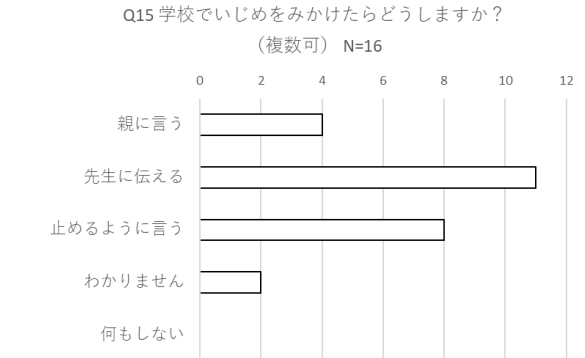 Q15 学校でいじめをみかけたらどうしますか？
（複数可） N=16
0 2 4 6 8 10 12
親に言う
先生に伝える
止めるように言う
わかりません
何もしない